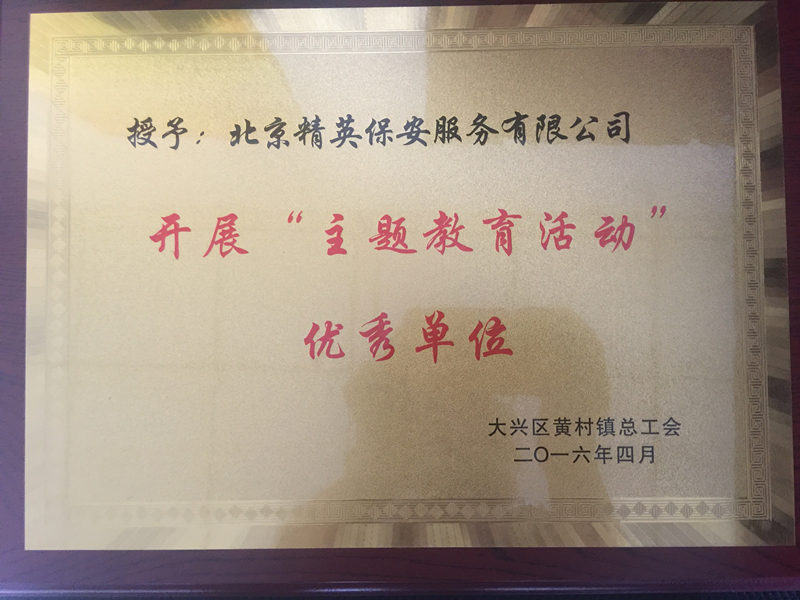 授予：北京精英保安服务有限公司
开展“主题教育活动”
优秀单位
大兴区黄村镇总工会
二〇一六年四月